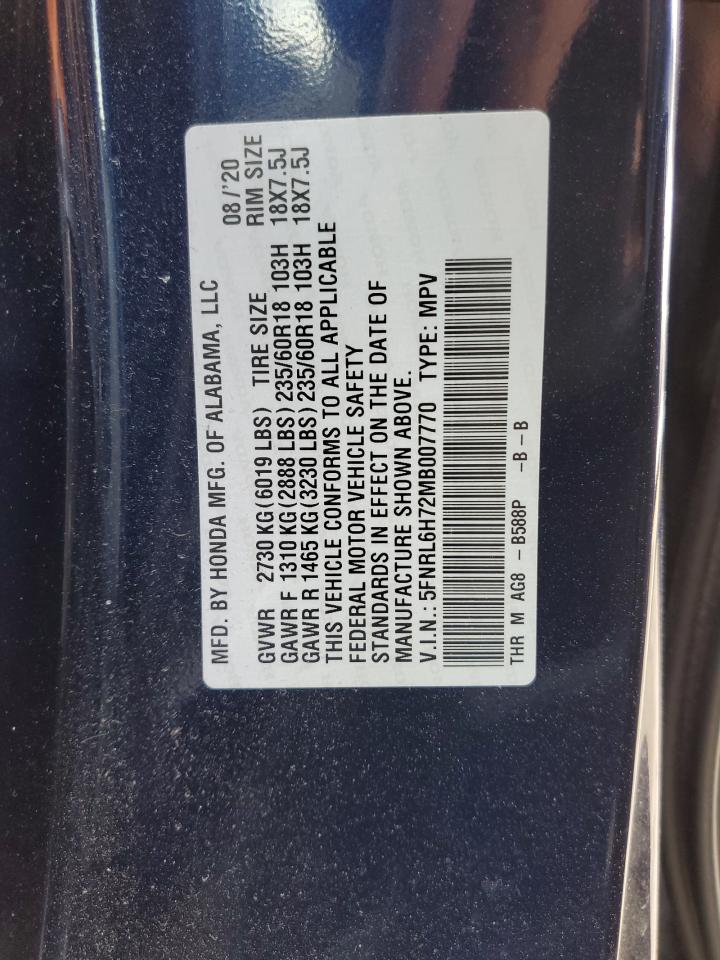 MFD. BY HONDA MFG. OF ALABAMA, LLC 08/'20
GVWR 2730 KG(6019 LBS) TIRE SIZE RIM SIZE
GAWR F 1310 KG(2888 LBS)235/60R18 103H 18X7.5J
GAWR R 1465 KG(3230 LBS)235/60R18 103H 18X7.5J
THIS VEHICLE CONFORMS TO ALL APPLICABLE
FEDERAL MOTOR VEHICLE SAFETY
STANDARDS IN EFFECT ON THE DATE OF
MANUFACTURE SHOWN ABOVE.
V.I.N.: 5FNRL6H72MB007770 TYPE: MPV
THR M AG8 - B588P -B-B